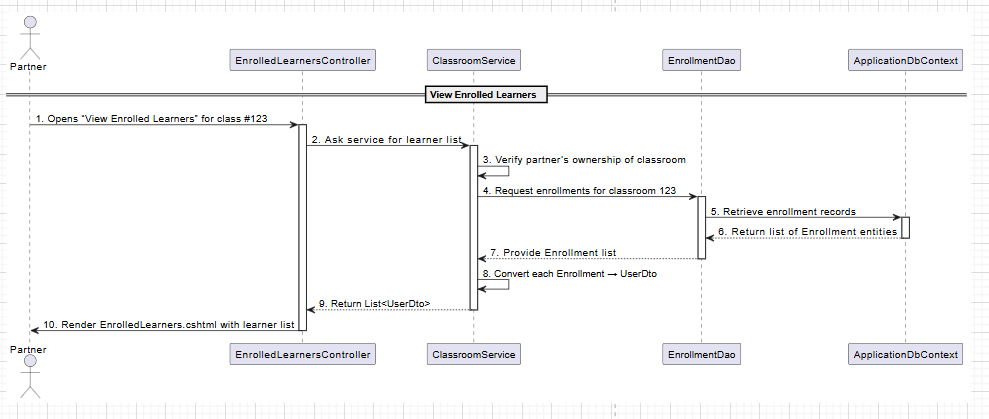 Partner
EnrolledLearnersController
ClassroomService
EnrollmentDao
ApplicationDbContext
View Enrolled Learners
1. Opens "View Enrolled Learners" for class #123
2. Ask service for learner list
3. Verify partner's ownership of classroom
4. Request enrollments for classroom 123
5. Retrieve enrollment records
6. Return list of Enrollment entities
7. Provide Enrollment list
8. Convert each Enrollment → UserDto
9. Return List<UserDto>
10. Render EnrolledLearners.cshtml with learner list
Partner
EnrolledLearnersController
ClassroomService
EnrollmentDao
ApplicationDbContext